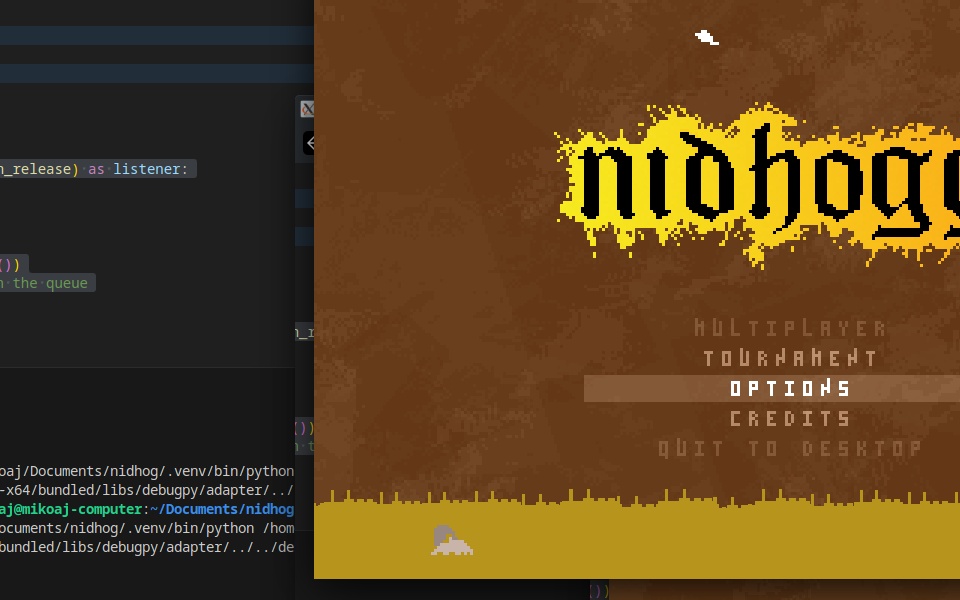 n_release) as listener:
())
n the queue
oaj/Documents/nidhog/.venv/bin/python
-x64/bundled/libs/debugpy/adapter/../
aj@mikoaj-computer:~/Documents/nidhog
ocuments/nidhog/.venv/bin/python /hom
bundled/libs/debugpy/adapter/../../de
X
n_r
())
n t
nidhogg
MULTIPLAYER
TOURNAMENT
OPTIONS
CREDITS
QUIT TO DESKTOP
())